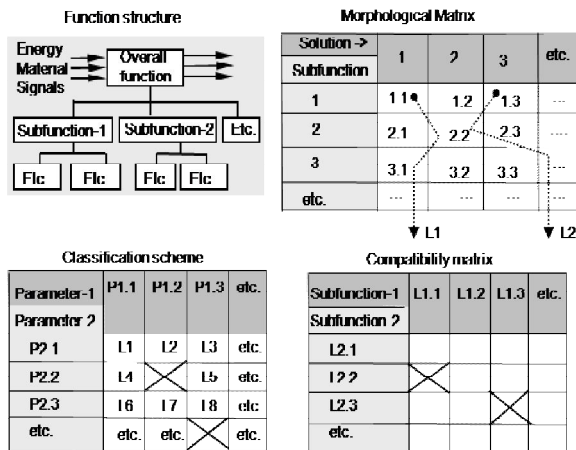 Function structure
Energy
Material
Signals
Overall
function
Subfunction-1 Subfunction-2 Etc.
Flc Flc Flc Flc
Morphological Matrix
Solution ->
Subfunction
1 2 3 etc.
1 1.1 1.2 1.3 ---
2 2.1 2.2 2.3 ---
3 3.1 3.2 3.3 ---
etc. --- --- --- ---
L1 L2
Classification scheme
Parameter-1 P1.1 P1.2 P1.3 etc.
Parameter 2
P2.1 L1 L2 L3 etc.
P2.2 L4 L5 etc.
P2.3 L6 L7 L8 etc
etc. etc. etc. etc.
Compatibility matrix
Subfunction-1 L1.1 L1.2 L1.3 etc.
Subfunction 2
L2.1
L2.2
L2.3
etc.